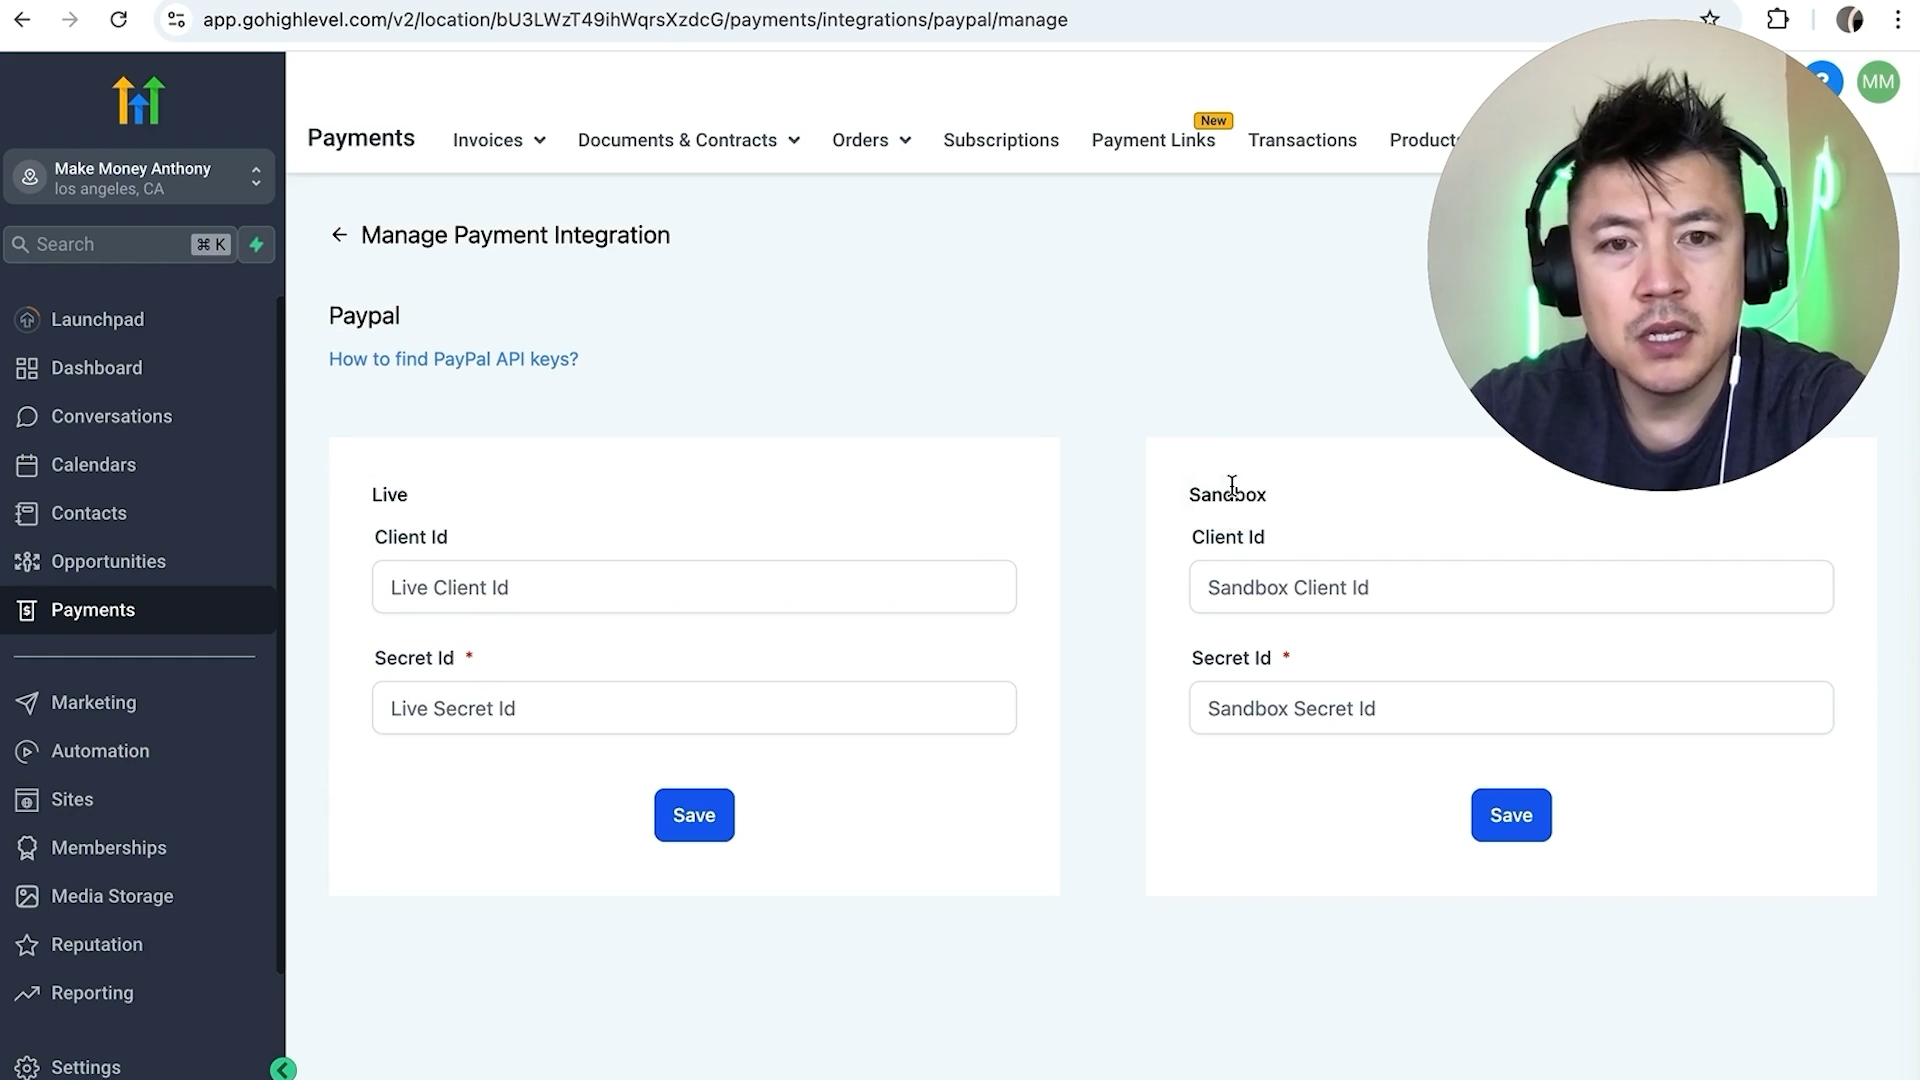 app.gohighlevel.com/v2/location/bU3LWzT49ihWqrsXzdcG/payments/integrations/paypal/manage
MM
Make Money Anthony
los angeles, CA
Search ⌘ K
Launchpad
Dashboard
Conversations
Calendars
Contacts
Opportunities
Payments
Marketing
Automation
Sites
Memberships
Media Storage
Reputation
Reporting
Settings
New
Payments Invoices Documents & Contracts Orders Subscriptions Payment Links Transactions
Manage Payment Integration
Paypal
How to find PayPal API keys?
Live
Client Id
Live Client Id
Secret Id *
Live Secret Id
Save
Sandbox
Client Id
Sandbox Client Id
Secret Id *
Sandbox Secret Id
Save